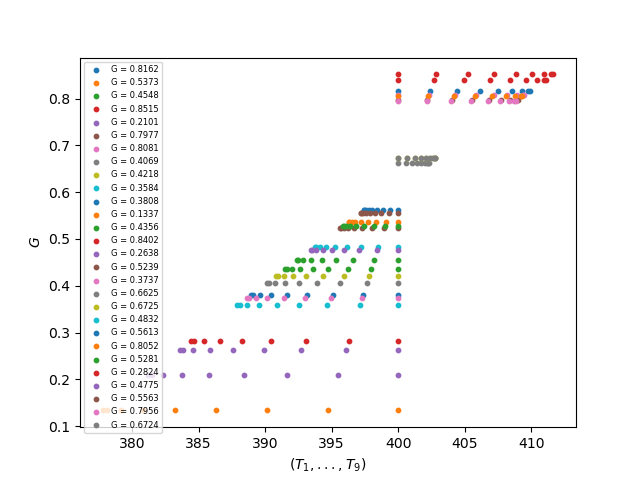 G = 0.8162
G = 0.5373
G = 0.4548
G = 0.8515
G = 0.2101
G = 0.7977
G = 0.8081
G = 0.4069
G = 0.4218
G = 0.3584
G = 0.3808
G = 0.1337
G = 0.4356
G = 0.8402
G = 0.2638
G = 0.5239
G = 0.3737
G = 0.6625
G = 0.6725
G = 0.4832
G = 0.5613
G = 0.8052
G = 0.5281
G = 0.2824
G = 0.4775
G = 0.5563
G = 0.7956
G = 0.6724
0.8
0.7
0.6
0.5
0.4
0.3
0.2
0.1
G
380 385 390 395 400 405 410
(T₁, . . . , T₉)